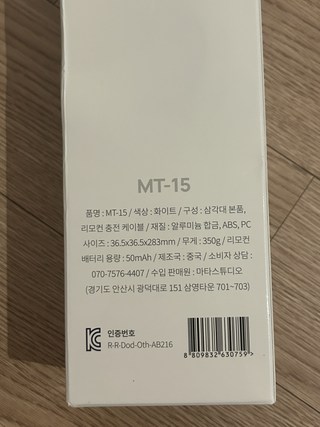 MT-15
품명 : MT-15 / 색상 : 화이트 / 구성 : 삼각대 본품,
리모컨 충전 케이블 / 재질 : 알루미늄 합금, ABS, PC
사이즈 : 36.5x36.5x283mm / 무게 : 350g / 리모컨
배터리 용량 : 50mAh / 제조국 : 중국 / 소비자 상담 :
070-7576-4407 / 수입 판매원 : 마타스튜디오
(경기도 안산시 광덕대로 151 삼영타운 701~703)
인증번호
R-R-Dod-Oth-AB216
8 809832 630759 >